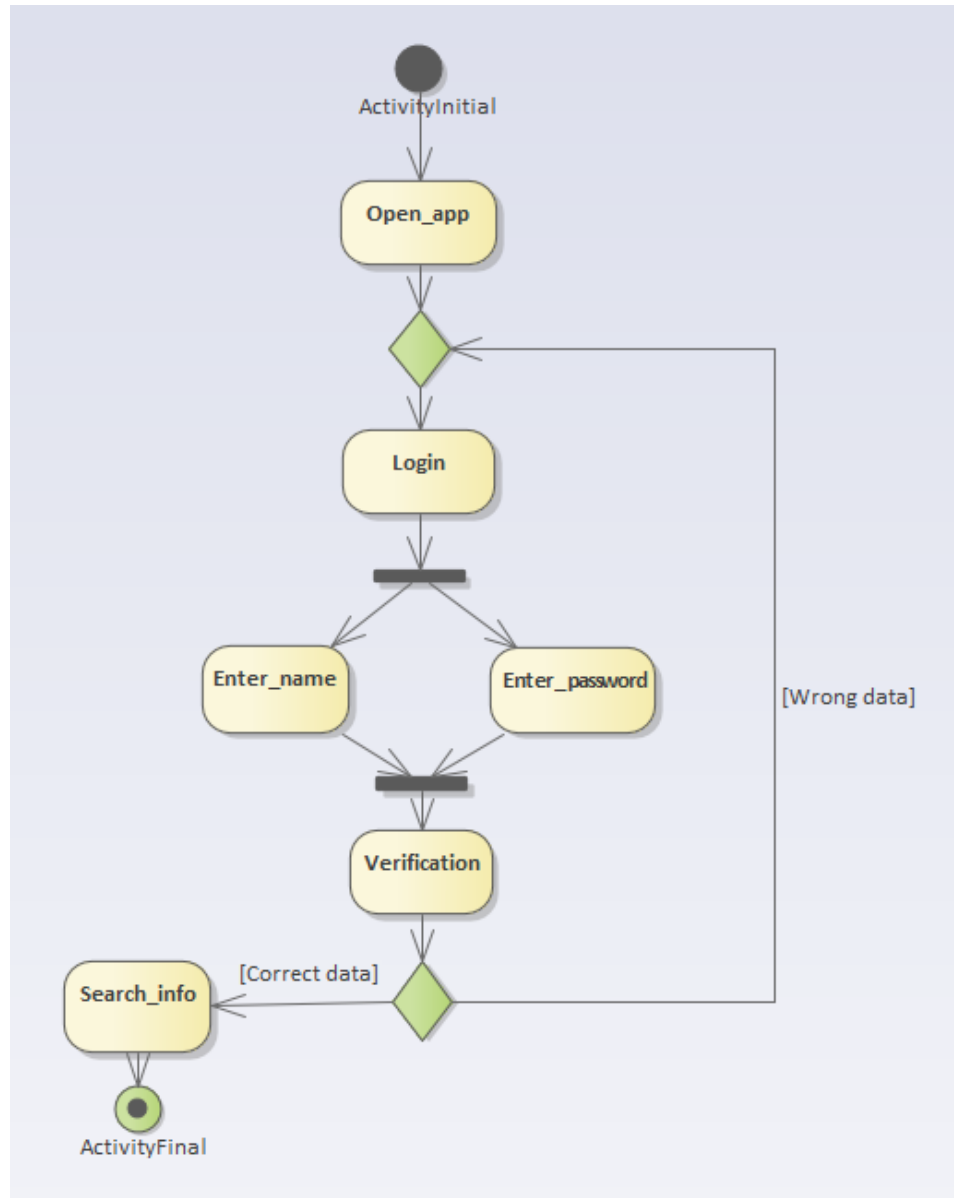 ActivityInitial
Open_app
Login
Enter_name
Enter_password
[Wrong data]
Verification
[Correct data]
Search_info
ActivityFinal